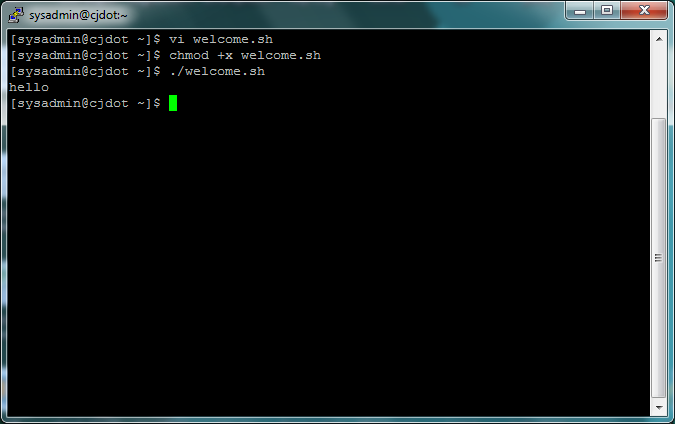 sysadmin@cjdot:~
[sysadmin@cjdot ~]$ vi welcome.sh
[sysadmin@cjdot ~]$ chmod +x welcome.sh
[sysadmin@cjdot ~]$ ./welcome.sh
hello
[sysadmin@cjdot ~]$